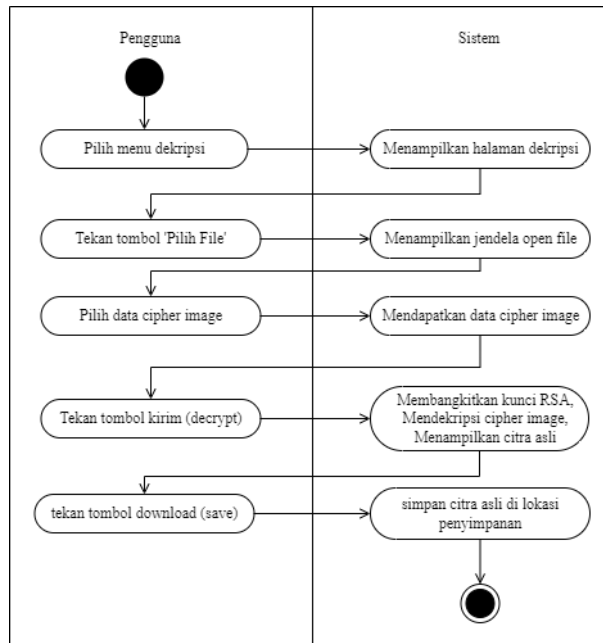 Pengguna
Sistem
Pilih menu dekripsi
Menampilkan halaman dekripsi
Tekan tombol 'Pilih File'
Menampilkan jendela open file
Pilih data cipher image
Mendapatkan data cipher image
Tekan tombol kirim (decrypt)
Membangkitkan kunci RSA,
Mendekripsi cipher image,
Menampilkan citra asli
tekan tombol download (save)
simpan citra asli di lokasi
penyimpanan